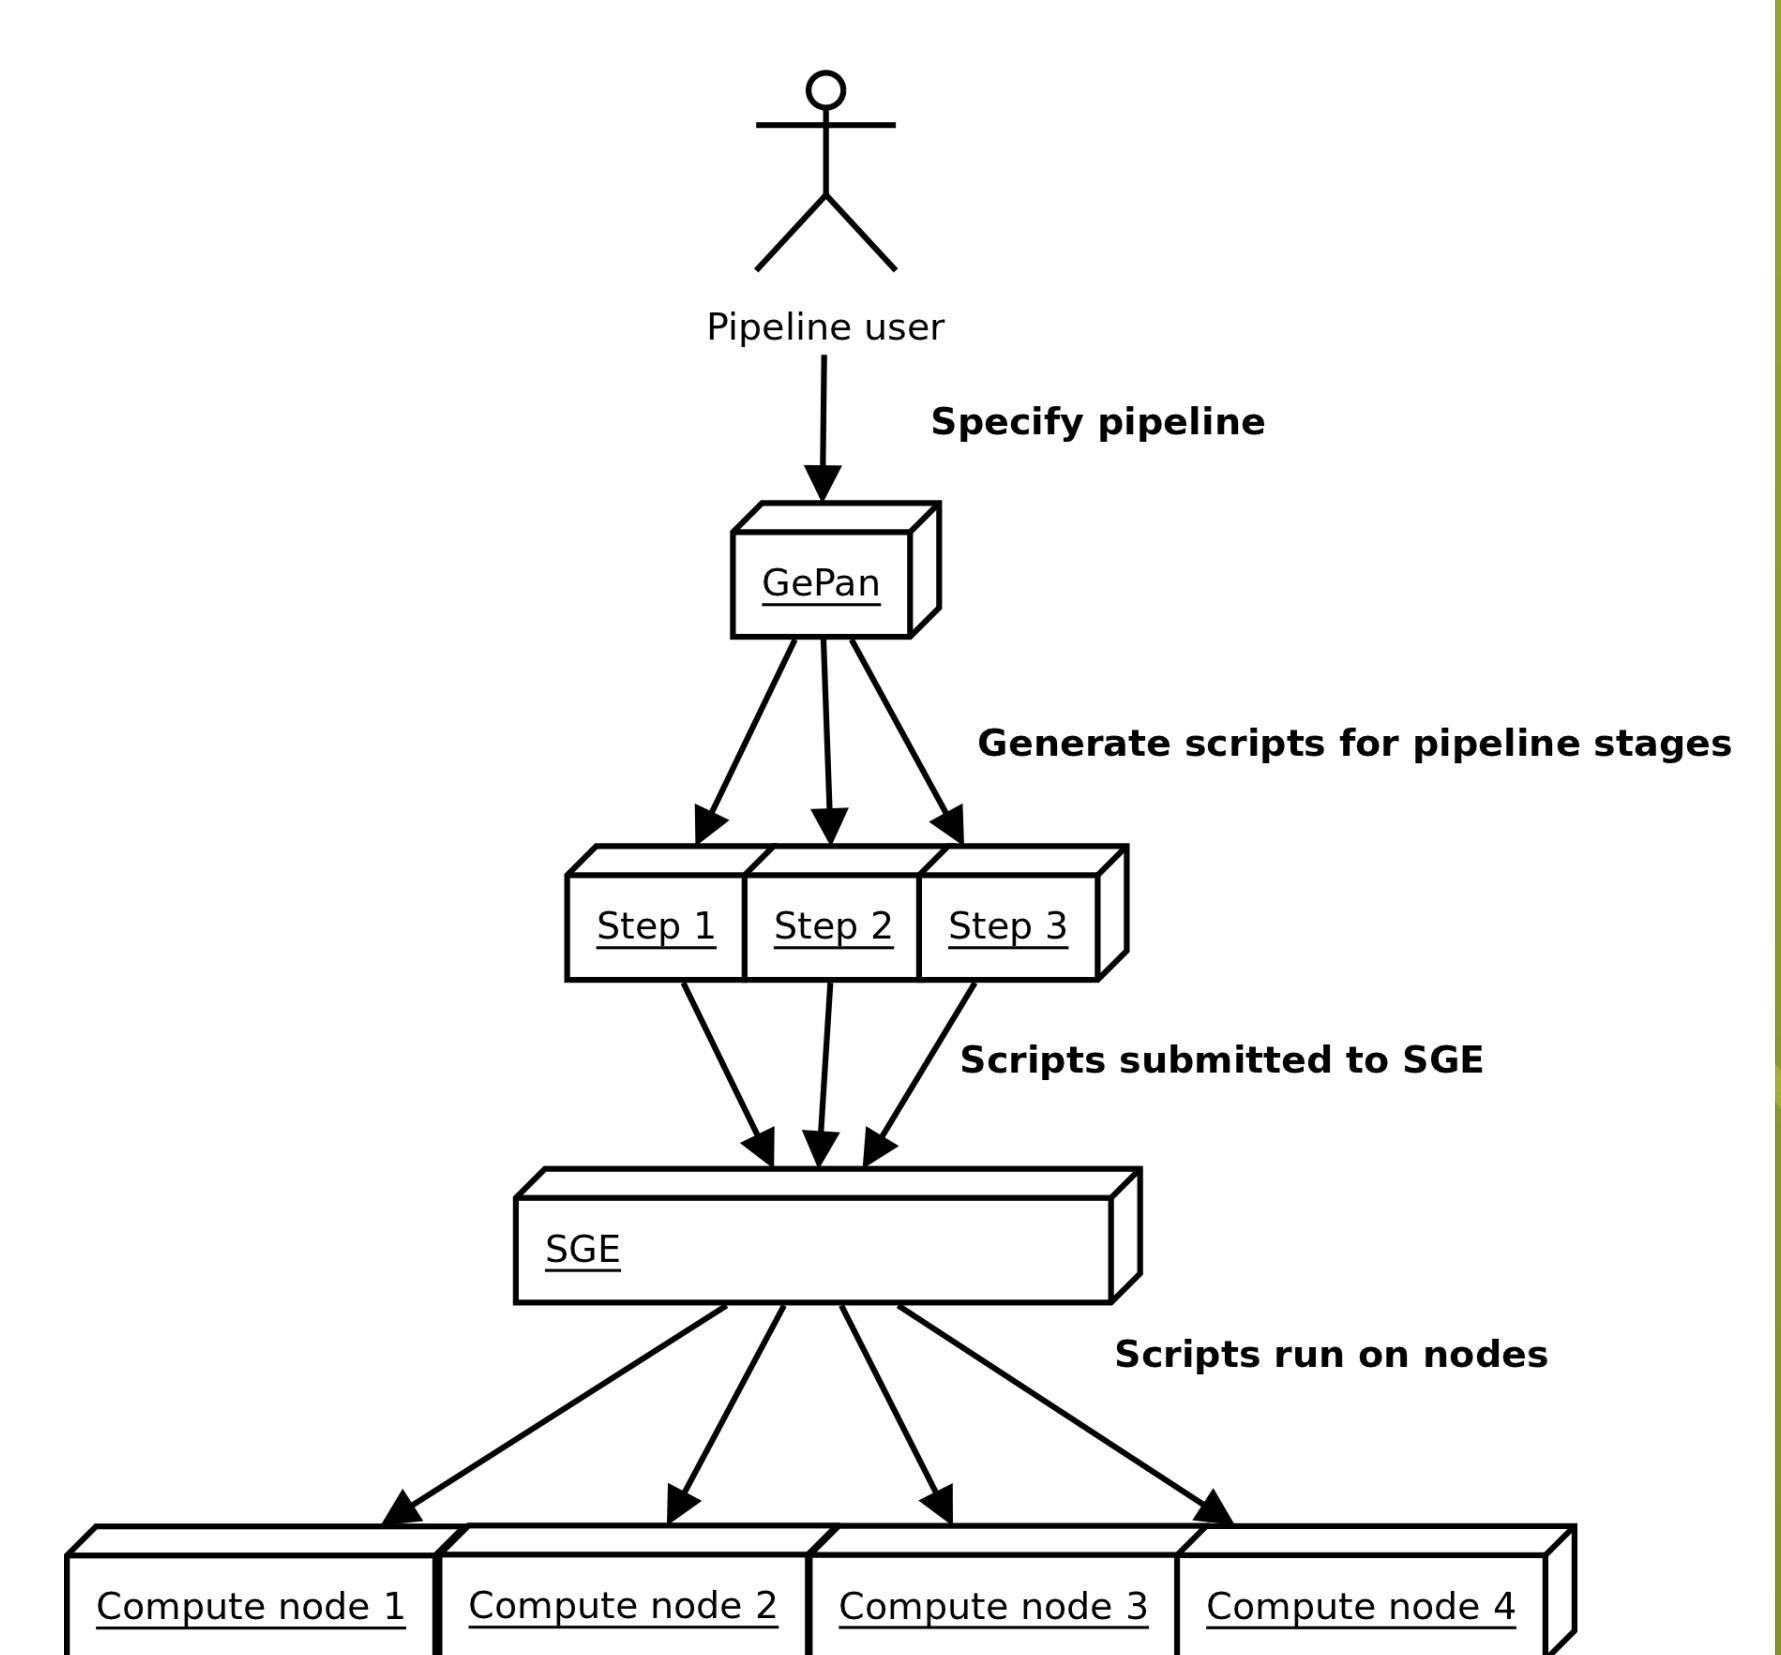 Pipeline user
Specify pipeline
GePan
Generate scripts for pipeline stages
Step 1
Step 2
Step 3
Scripts submitted to SGE
SGE
Scripts run on nodes
Compute node 1
Compute node 2
Compute node 3
Compute node 4